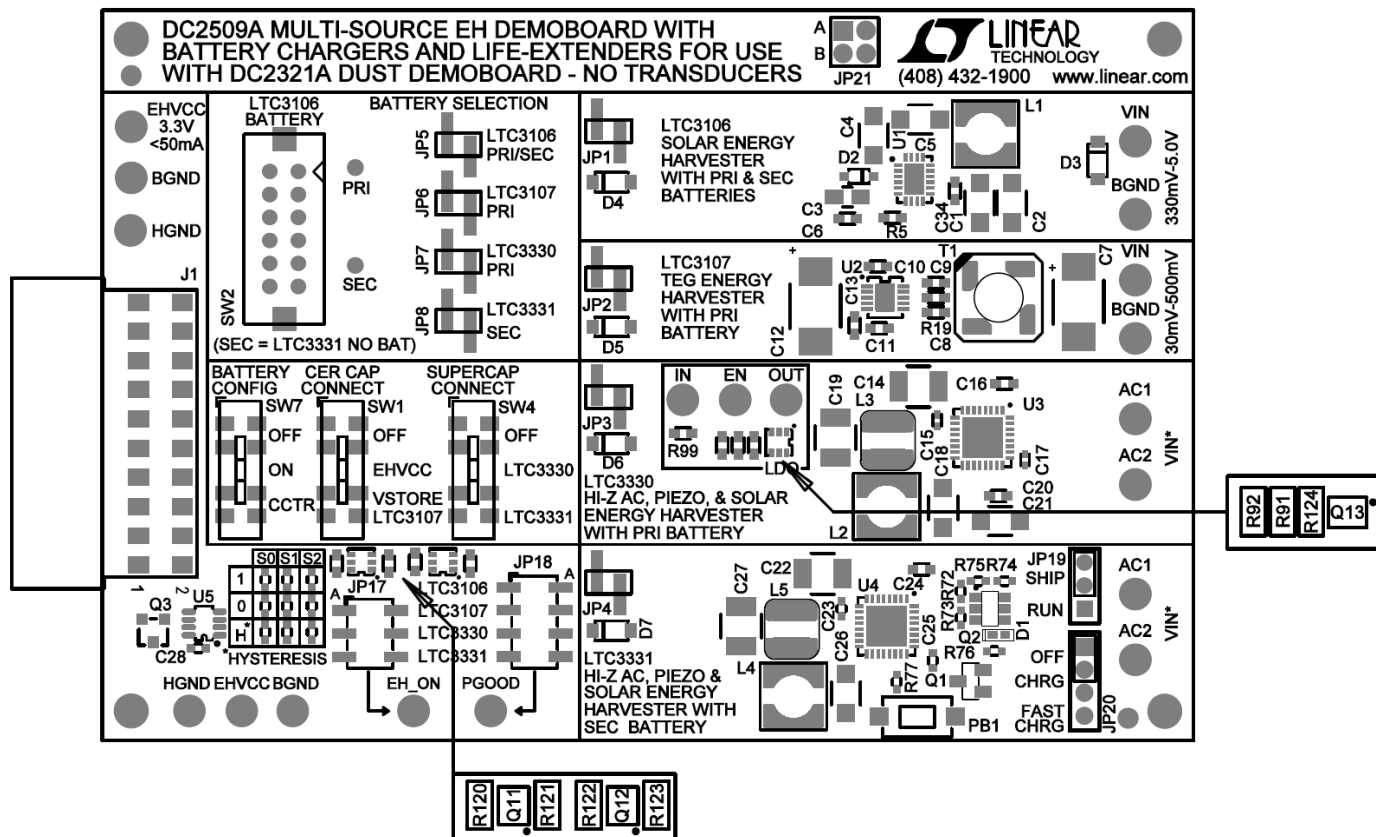 DC2509A MULTI-SOURCE EH DEMOBOARD WITH
BATTERY CHARGERS AND LIFE-EXTENDERS FOR USE
WITH DC2321A DUST DEMOBOARD - NO TRANSDUCERS
A
B
JP21
LINEAR
TECHNOLOGY
(408) 432-1900 www.linear.com
EHVCC
3.3V
<50mA
BGND
HGND
J1
1
2
LTC3106
BATTERY
PRI
SEC
SW2
(SEC = LTC3331 NO BAT)
BATTERY SELECTION
JP5
LTC3106
PRI/SEC
JP6
LTC3107
PRI
JP7
LTC3330
PRI
JP8
LTC3331
SEC
JP1
D4
LTC3106
SOLAR ENERGY
HARVESTER
WITH PRI & SEC
BATTERIES
C4
U1
C5
L1
D2
C3
C6
R5
C34
C1
C2
D3
VIN
BGND
330mV-5.0V
JP2
D5
LTC3107
TEG ENERGY
HARVESTER
WITH PRI
BATTERY
+
C12
U2
C10
C9
C13
C11
R19
C8
T1
+
C7
VIN
BGND
30mV-500mV
BATTERY
CONFIG
SW7
OFF
ON
CCTR
CER CAP
CONNECT
SW1
OFF
EHVCC
VSTORE
LTC3107
SUPERCAP
CONNECT
SW4
OFF
LTC3330
LTC3331
JP3
D6
LTC3330
HI-Z AC, PIEZO, & SOLAR
ENERGY HARVESTER
WITH PRI BATTERY
IN
EN
OUT
R99
LDO
C19
C14
L3
C15
C16
U3
C18
C17
C20
C21
L2
AC1
AC2
VIN*
R92
R91
R124
Q13
Q3
U5
*
C28
S0 S1 S2
1
0
H*
HYSTERESIS
JP17
A
LTC3106
LTC3107
LTC3330
LTC3331
JP18
A
HGND EHVCC BGND
EH_ON
PGOOD
JP4
D7
LTC3331
HI-Z AC, PIEZO &
SOLAR ENERGY
HARVESTER WITH
SEC BATTERY
C27
C22
L5
C23
U4
C24
C26
C25
L4
R77
Q1
R75
R74
R72
R73
Q2
D1
R76
PB1
JP19
SHIP
RUN
OFF
CHRG
FAST
CHRG
JP20
AC1
AC2
VIN*
R120
Q11
R121
R122
Q12
R123